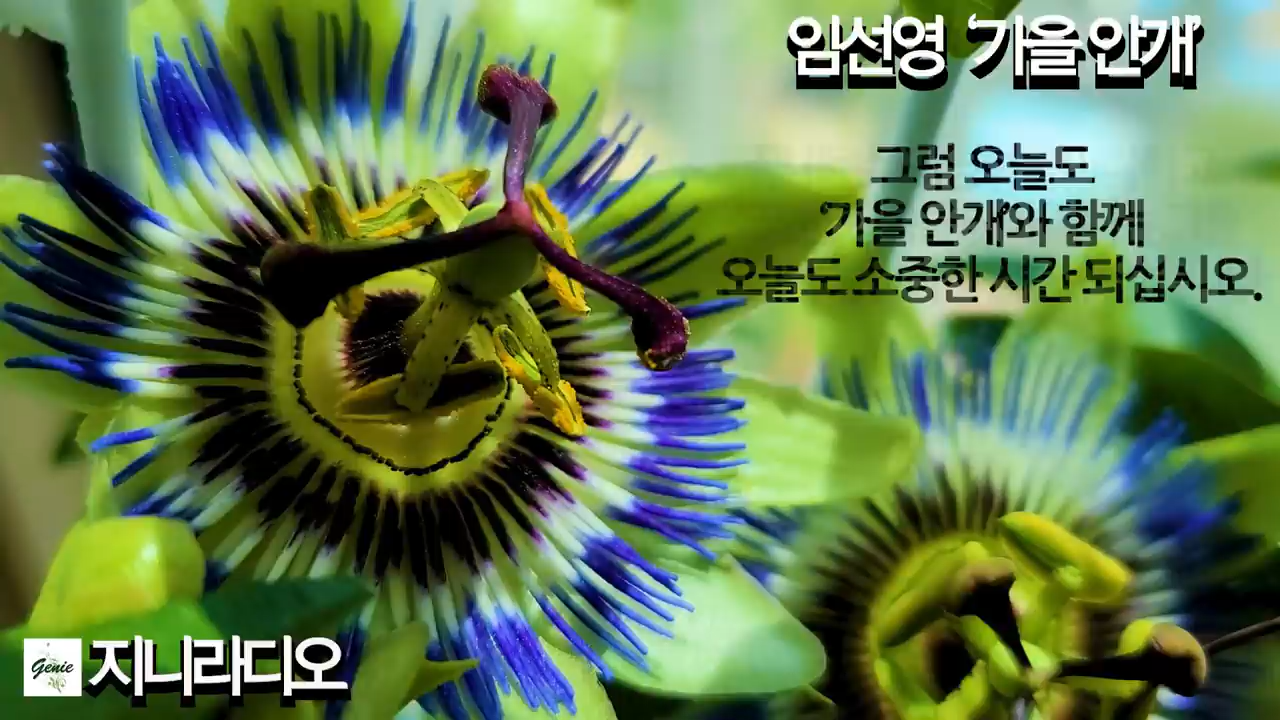 임선영 '가을 안개'
그럼 오늘도
'가을 안개'와 함께
오늘도 소중한 시간 되십시오.
Genie 지니라디오